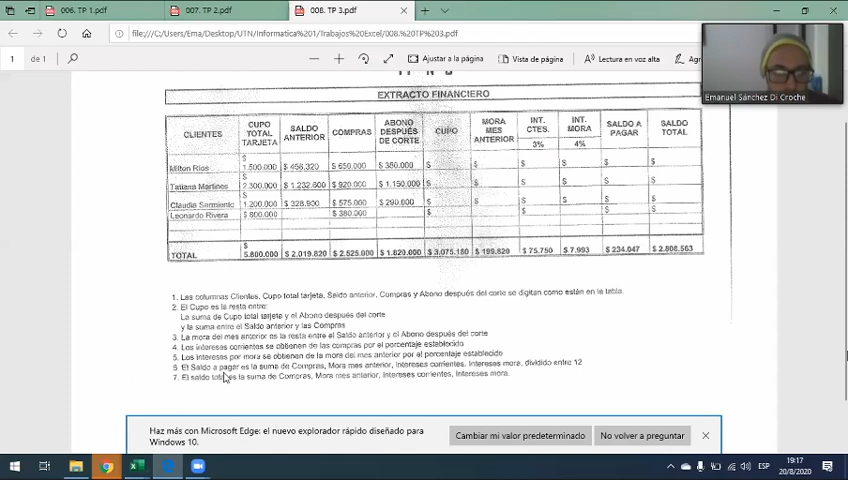 006. TP 1.pdf
007. TP 2.pdf
008. TP 3.pdf
file:///C:/Users/Ema/Desktop/UTN/Informatica%201/Trabajos%20Excel/008.%20TP%203.pdf
1 de 1
Ajustar a la página
Vista de página
Lectura en voz alta
Agre
Emanuel Sánchez Di Croche
EXTRACTO FINANCIERO
CLIENTES CUPO TOTAL TARJETA SALDO ANTERIOR COMPRAS ABONO DESPUÉS DE CORTE CUPO MORA MES ANTERIOR INT. CTES. INT. MORA SALDO A PAGAR SALDO TOTAL
3% 4%
Milton Rios $ 1.500.000 $ 456.320 $ 650.000 $ 380.000 $ $ $ $ $ $
Tatiana Martinez $ 2.300.000 $ 1.232.600 $ 920.000 $ 1.150.000 $ $ $ $ $ $
Claudia Sarmiento $ 1.200.000 $ 328.900 $ 575.000 $ 290.000 $ $ $ $ $ $
Leonardo Rivera $ 800.000 $ 380.000 $ $ $ $
TOTAL $ 5.800.000 $ 2.019.820 $ 2.525.000 $ 1.820.000 $ 3,075.180 $ 199.820 $ 75.750 $ 7.993 $ 234.047 $ 2.808.563
1. Las columnas Clientes, Cupo total tarjeta, Saldo anterior, Compras y Abono después del corte se digitan como están en la tabla.
2. El Cupo es la resta entre:
La suma de Cupo total tarjeta y el Abono después del corte
y la suma entre el Saldo anterior y las Compras
3. La mora del mes anterior es la resta entre el Saldo anterior y el Abono después del corte
4. Los intereses corrientes se obtienen de las compras por el porcentaje establecido
5. Los intereses por mora se obtienen de la mora del mes anterior por el porcentaje establecido
6. El Saldo a pagar es la suma de Compras, Mora mes anterior, Intereses corrientes, Intereses mora, dividido entre 12
7. El saldo total es la suma de Compras, Mora mes anterior, Intereses corrientes, Intereses mora.
Haz más con Microsoft Edge: el nuevo explorador rápido diseñado para
Windows 10.
Cambiar mi valor predeterminado
No volver a preguntar
ESP
19:17
20/8/2020